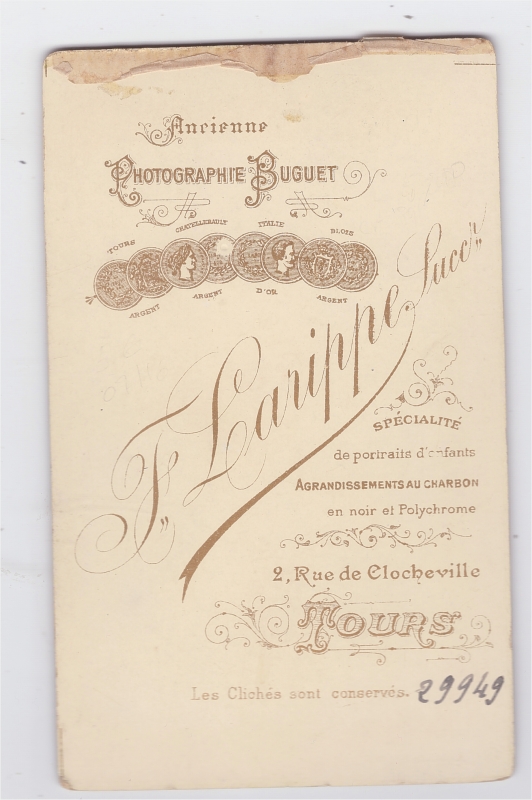 Ancienne
PHOTOGRAPHIE BUGUET
TOURS CHATELLERAULT ITALIE BLOIS
ARGENT ARGENT D'OR ARGENT
F. Larippe Succr
SPÉCIALITÉ
de portraits d'enfants
AGRANDISSEMENTS AU CHARBON
en noir et Polychrome
2, Rue de Clocheville
TOURS
Les Clichés sont conservés. 29949